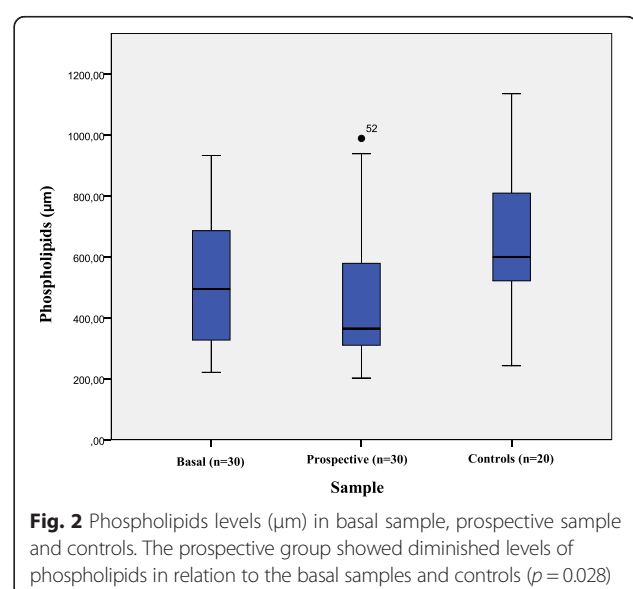 1200,00
1000,00
800,00
600,00
400,00
200,00
,00
Phospholipids (µm)
52
Basal (n=30)
Prospective (n=30)
Controls (n=20)
Sample
Fig. 2 Phospholipids levels (µm) in basal sample, prospective sample
and controls. The prospective group showed diminished levels of
phospholipids in relation to the basal samples and controls (p = 0.028)